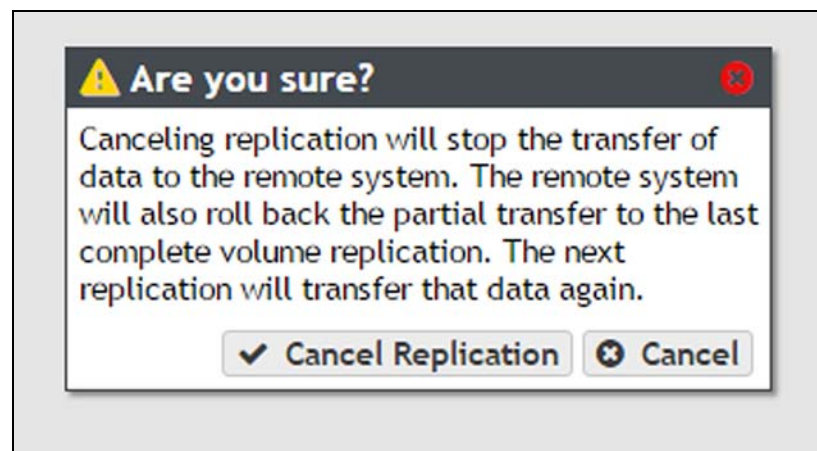 Are you sure?
Canceling replication will stop the transfer of
data to the remote system. The remote system
will also roll back the partial transfer to the last
complete volume replication. The next
replication will transfer that data again.
Cancel Replication
Cancel